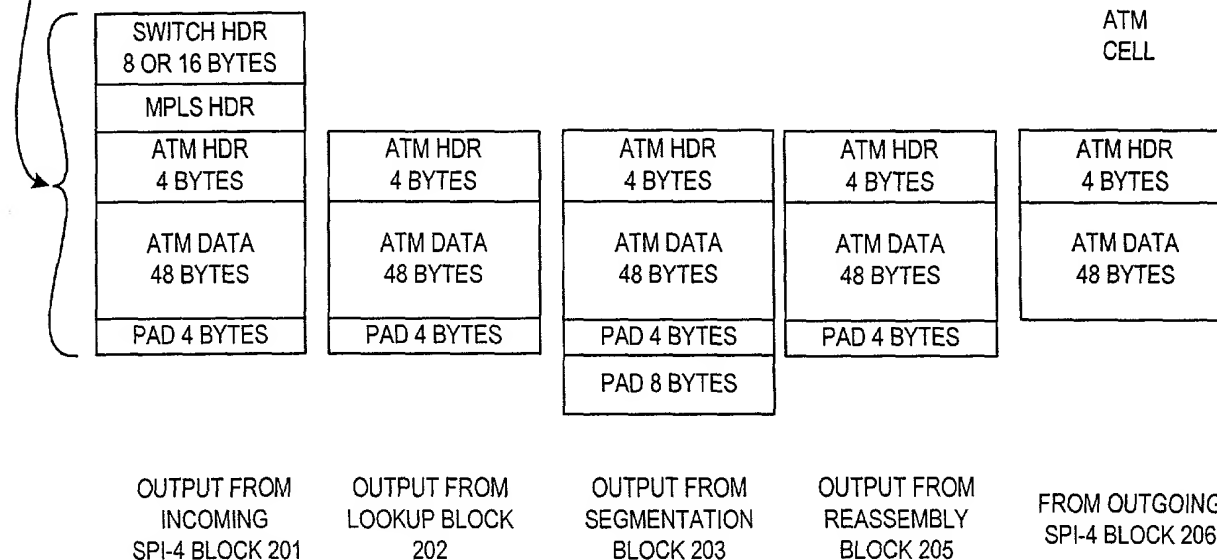 SWITCH HDR
8 OR 16 BYTES
MPLS HDR
ATM HDR
4 BYTES
ATM DATA
48 BYTES
PAD 4 BYTES
OUTPUT FROM
INCOMING
SPI-4 BLOCK 201
ATM HDR
4 BYTES
ATM DATA
48 BYTES
PAD 4 BYTES
OUTPUT FROM
LOOKUP BLOCK
202
ATM HDR
4 BYTES
ATM DATA
48 BYTES
PAD 4 BYTES
PAD 8 BYTES
OUTPUT FROM
SEGMENTATION
BLOCK 203
ATM HDR
4 BYTES
ATM DATA
48 BYTES
PAD 4 BYTES
OUTPUT FROM
REASSEMBLY
BLOCK 205
ATM
CELL
ATM HDR
4 BYTES
ATM DATA
48 BYTES
FROM OUTGOING
SPI-4 BLOCK 206